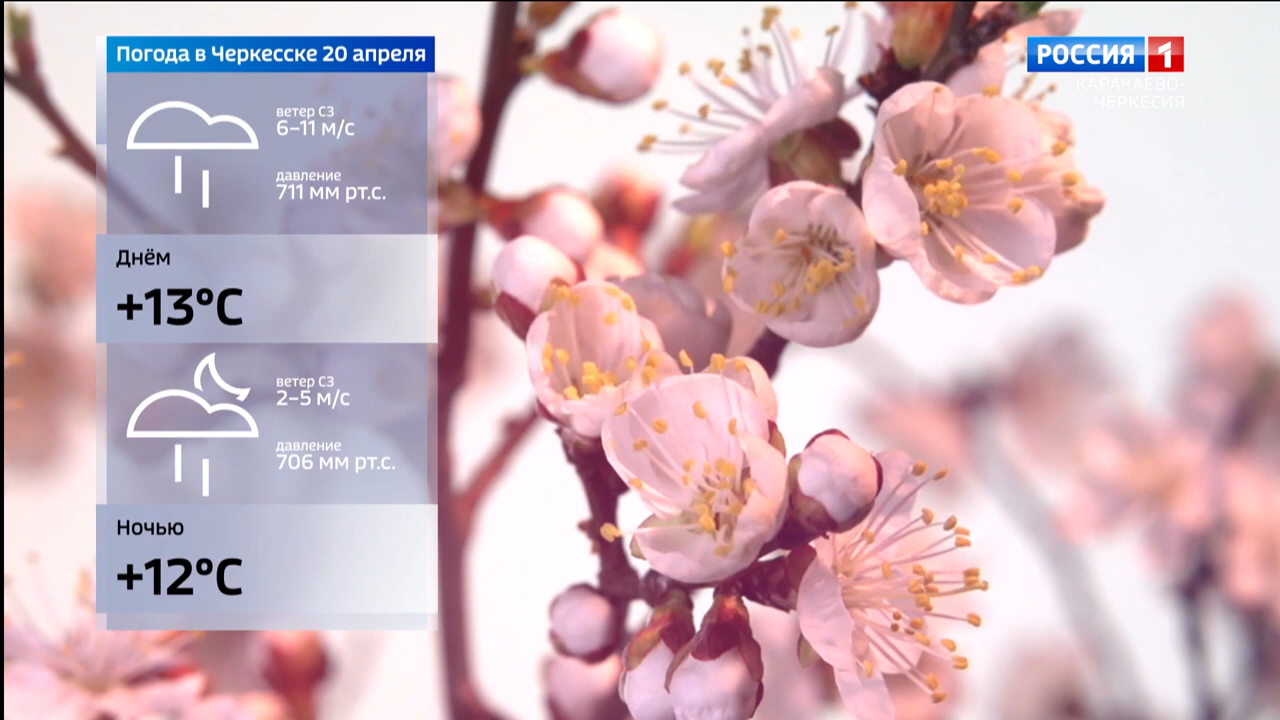 Погода в Черкесске 20 апреля
ветер СЗ
6–11 м/с
давление
711 мм рт.с.
Днём
+13°C
ветер СЗ
2–5 м/с
давление
706 мм рт.с.
Ночью
+12°C
РОССИЯ 1
КАРАЧАЕВО-
ЧЕРКЕСИЯ